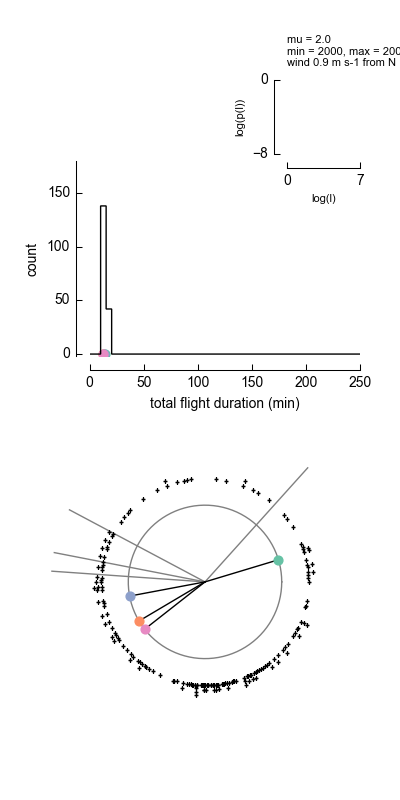 mu = 2.0
min = 2000, max = 200
wind 0.9 m s-1 from N
0
log(p(l))
−8
0 7
log(l)
150
100
count
50
0
0 50 100 150 200 250
total flight duration (min)